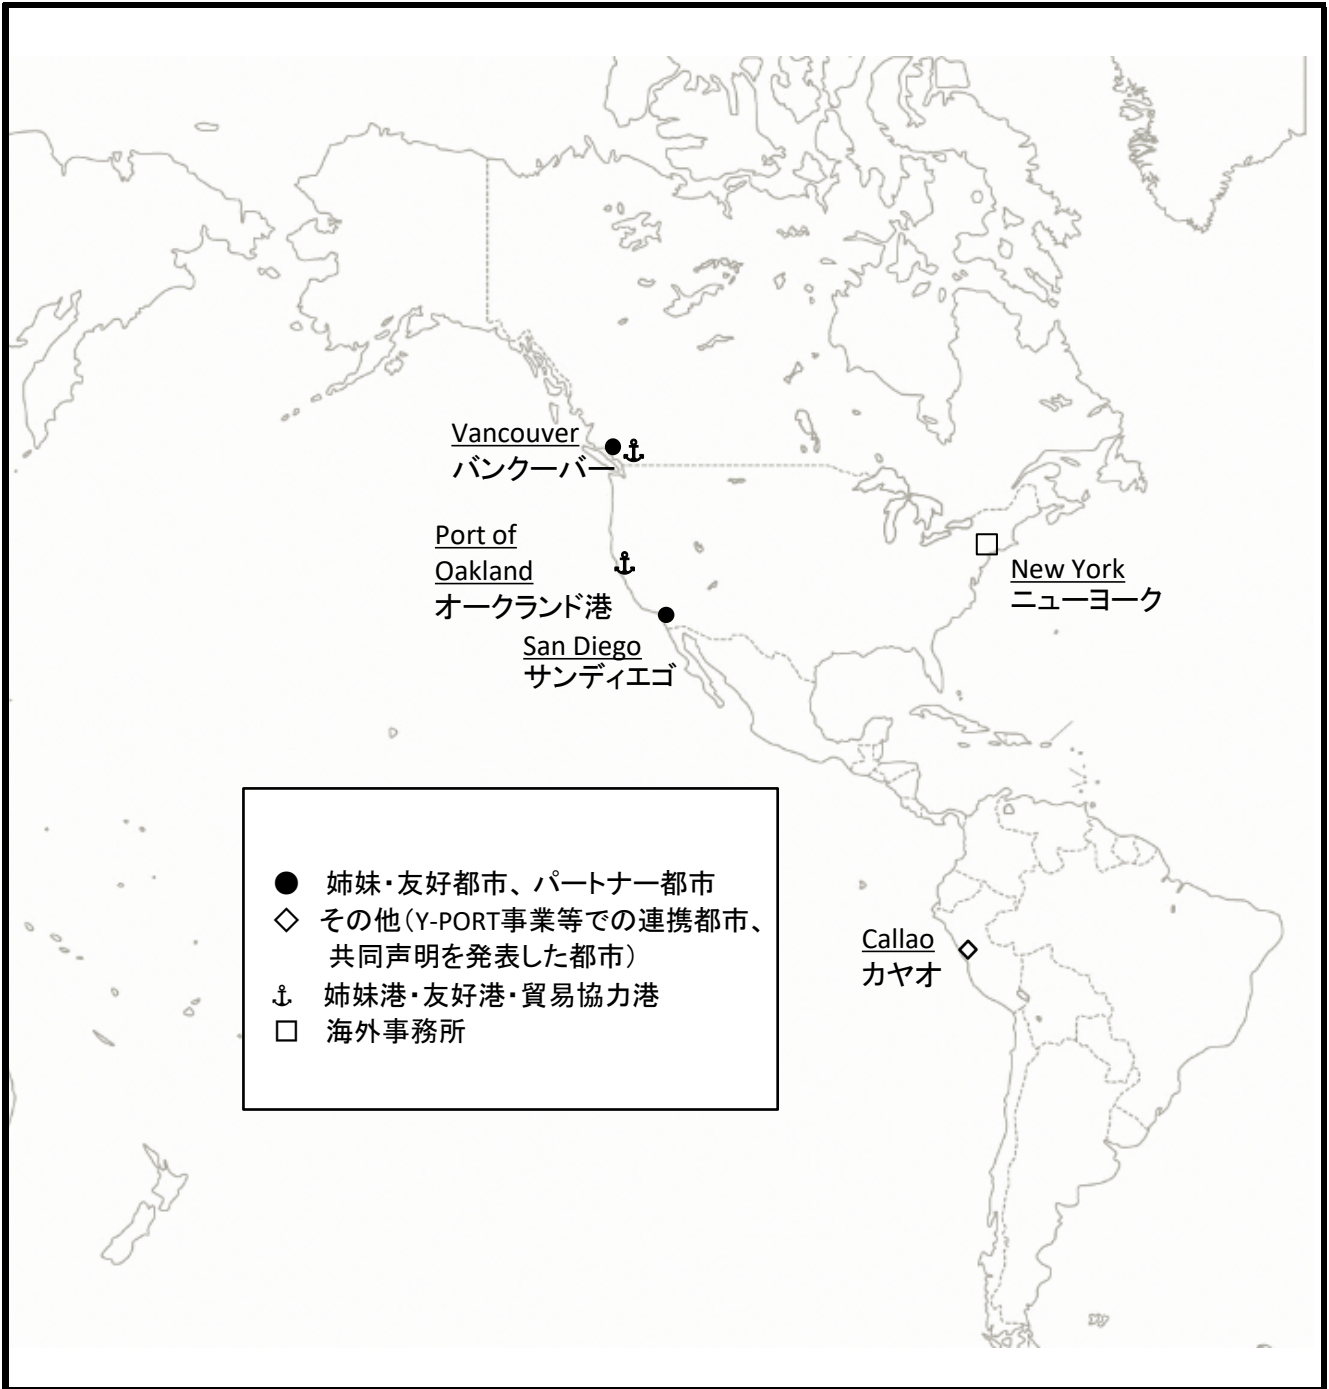 Vancouver
バンクーバー
Port of
Oakland
オークランド港
San Diego
サンディエゴ
New York
ニューヨーク
Callao
カヤオ
● 姉妹・友好都市、パートナー都市
◇ その他（Y-PORT事業等での連携都市、
共同声明を発表した都市）
⚓ 姉妹港・友好港・貿易協力港
□ 海外事務所